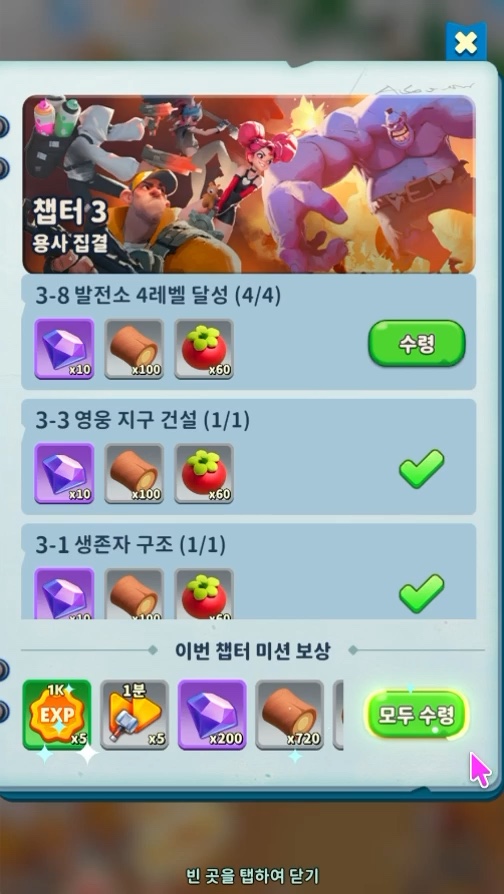 챕터 3
용사 집결
3-8 발전소 4레벨 달성 (4/4)
x10 x100 x60
수령
3-3 영웅 지구 건설 (1/1)
x10 x100 x60
3-1 생존자 구조 (1/1)
x10 x100 x60
이번 챕터 미션 보상
1K EXP x5
1분 x5
x200
x720
모두 수령
빈 곳을 탭하여 닫기